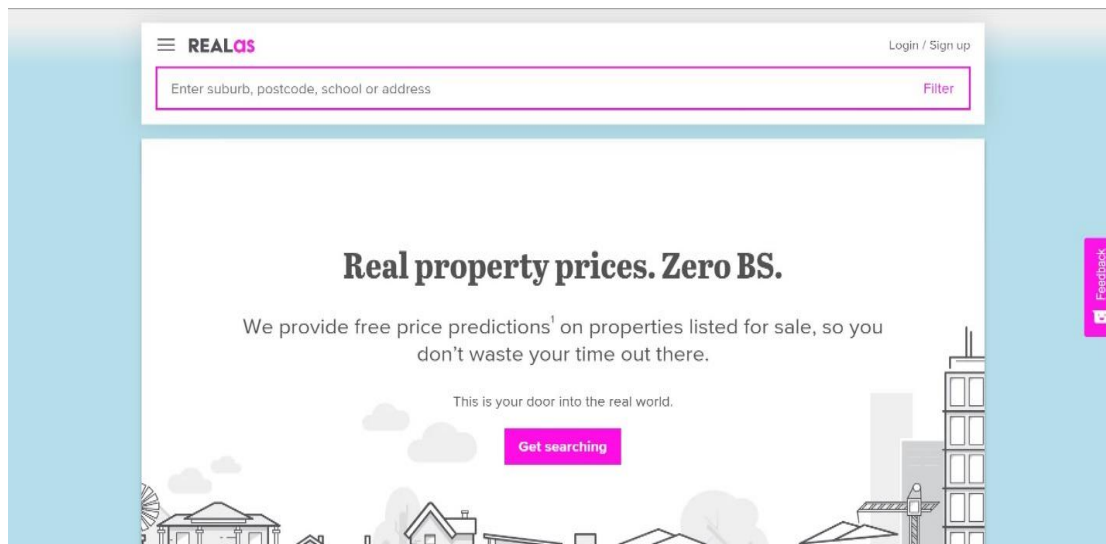 REALas
Login / Sign up
Enter suburb, postcode, school or address
Filter
Real property prices. Zero BS.
We provide free price predictions¹ on properties listed for sale, so you
don't waste your time out there.
This is your door into the real world.
Get searching
Feedback